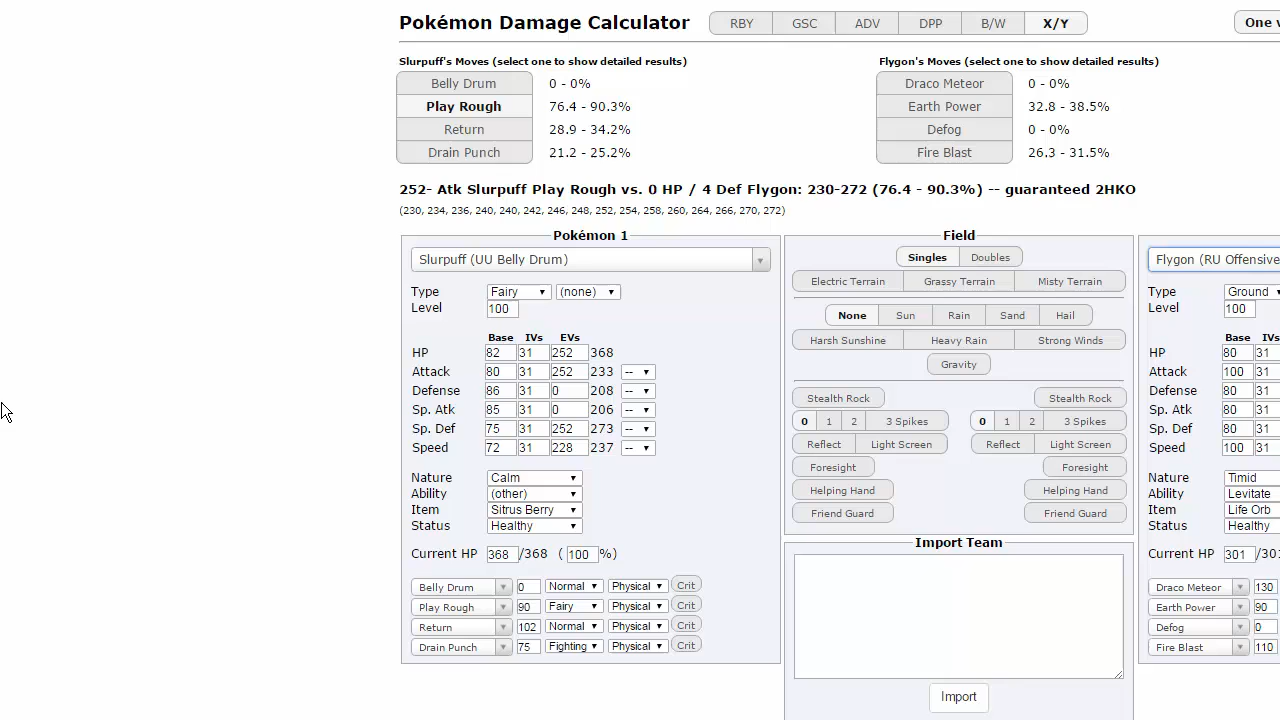 Pokémon Damage Calculator RBY GSC ADV DPP B/W X/Y One v
Slurpuff's Moves (select one to show detailed results)
Belly Drum 0 - 0%
Play Rough 76.4 - 90.3%
Return 28.9 - 34.2%
Drain Punch 21.2 - 25.2%
Flygon's Moves (select one to show detailed results)
Draco Meteor 0 - 0%
Earth Power 32.8 - 38.5%
Defog 0 - 0%
Fire Blast 26.3 - 31.5%
252- Atk Slurpuff Play Rough vs. 0 HP / 4 Def Flygon: 230-272 (76.4 - 90.3%) -- guaranteed 2HKO
(230, 234, 236, 240, 240, 242, 246, 248, 252, 254, 258, 260, 264, 266, 270, 272)
Pokémon 1
Slurpuff (UU Belly Drum)
Type Fairy (none)
Level 100
Base IVs EVs
HP 82 31 252 368
Attack 80 31 252 233 --
Defense 86 31 0 208 --
Sp. Atk 85 31 0 206 --
Sp. Def 75 31 252 273 --
Speed 72 31 228 237 --
Nature Calm
Ability (other)
Item Sitrus Berry
Status Healthy
Current HP 368 /368 ( 100 %)
Belly Drum 0 Normal Physical Crit
Play Rough 90 Fairy Physical Crit
Return 102 Normal Physical Crit
Drain Punch 75 Fighting Physical Crit
Field
Singles Doubles
Electric Terrain Grassy Terrain Misty Terrain
None Sun Rain Sand Hail
Harsh Sunshine Heavy Rain Strong Winds
Gravity
Stealth Rock Stealth Rock
0 1 2 3 Spikes 0 1 2 3 Spikes
Reflect Light Screen Reflect Light Screen
Foresight Foresight
Helping Hand Helping Hand
Friend Guard Friend Guard
Import Team
Import
Flygon (RU Offensive
Type Ground
Level 100
Base IVs
HP 80 31
Attack 100 31
Defense 80 31
Sp. Atk 80 31
Sp. Def 80 31
Speed 100 31
Nature Timid
Ability Levitate
Item Life Orb
Status Healthy
Current HP 301 /301
Draco Meteor 130
Earth Power 90
Defog 0
Fire Blast 110